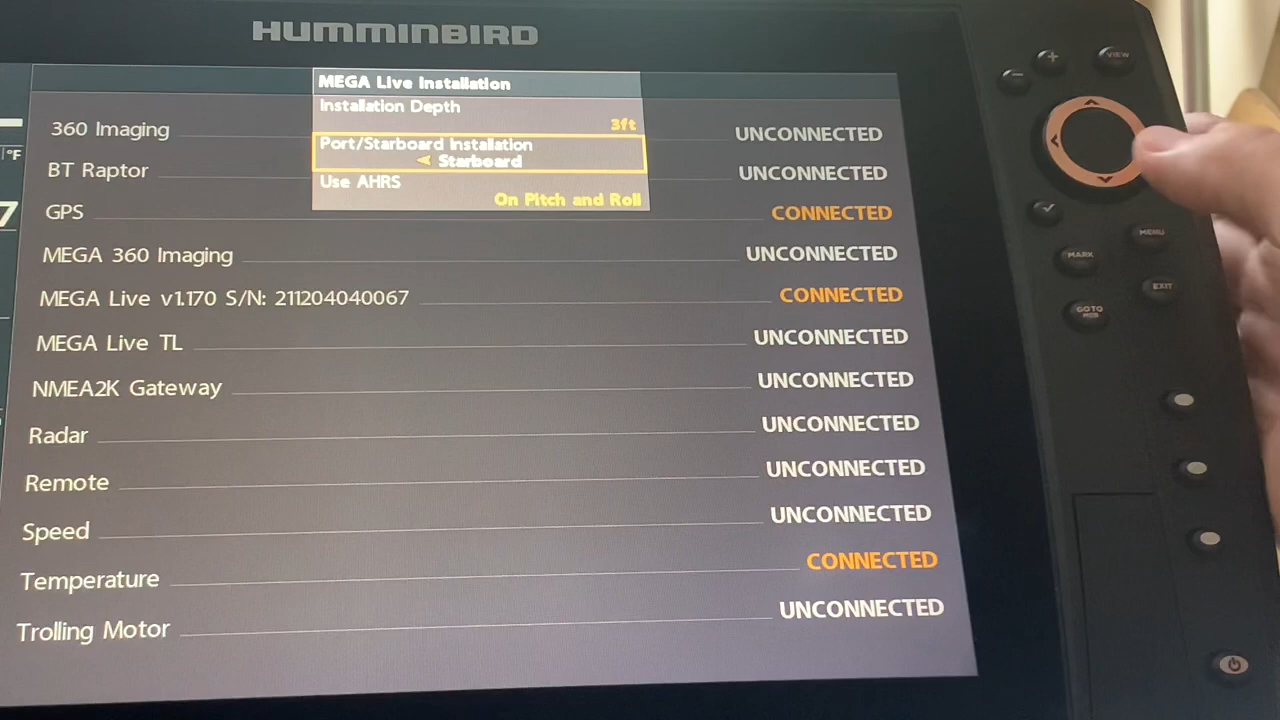 HUMMINBIRD
MEGA Live Installation
Installation Depth
3ft
Port/Starboard Installation
Starboard
Use AHRS
On Pitch and Roll
°F
7
360 Imaging UNCONNECTED
BT Raptor UNCONNECTED
GPS CONNECTED
MEGA 360 Imaging UNCONNECTED
MEGA Live v1.170 S/N: 211204040067 CONNECTED
MEGA Live TL UNCONNECTED
NMEA2K Gateway UNCONNECTED
Radar UNCONNECTED
Remote UNCONNECTED
Speed UNCONNECTED
Temperature CONNECTED
Trolling Motor UNCONNECTED
VIEW
MENU
MARK
EXIT
GOTO
MOB